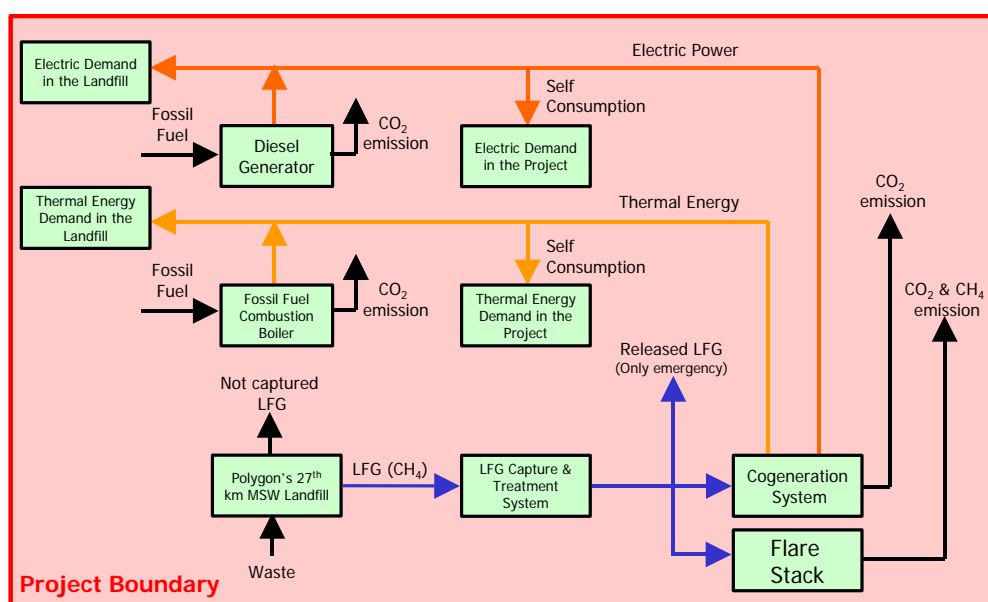 Electric Power
Electric Demand
in the Landfill
Self
Consumption
Fossil
Fuel
CO2
emission
Diesel
Generator
Electric Demand
in the Project
Thermal Energy
Demand in the
Landfill
Thermal Energy
CO2
emission
Self
Consumption
Fossil
Fuel
CO2
emission
Fossil Fuel
Combustion
Boiler
Thermal Energy
Demand in the
Project
CO2 & CH4
emission
Released LFG
(Only emergency)
Not captured
LFG
Polygon's 27th
km MSW Landfill
LFG (CH4)
LFG Capture &
Treatment
System
Cogeneration
System
Flare
Stack
Waste
Project Boundary